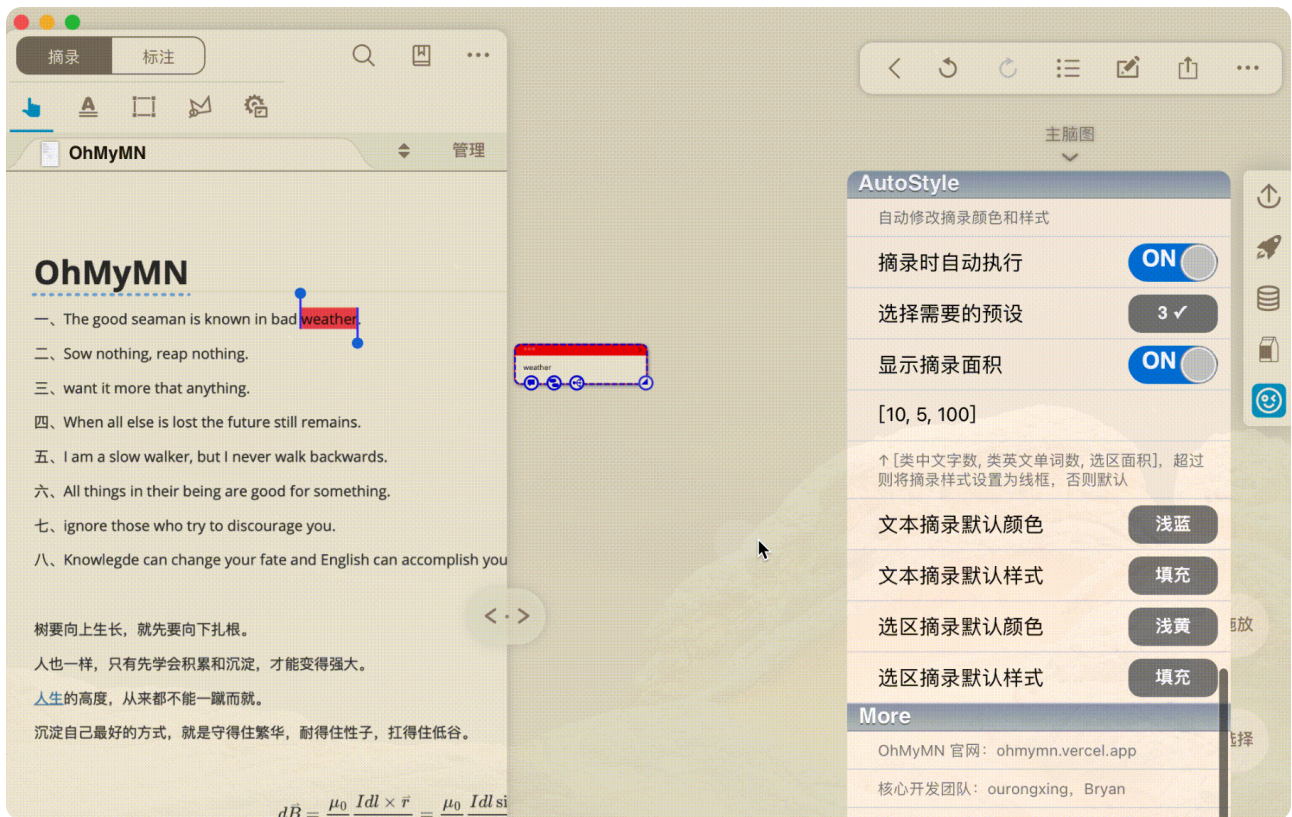 摘录 标注
OhMyMN 管理
OhMyMN
一、The good seaman is known in bad weather.
二、Sow nothing, reap nothing.
三、want it more that anything.
四、When all else is lost the future still remains.
五、I am a slow walker, but I never walk backwards.
六、All things in their being are good for something.
七、ignore those who try to discourage you.
八、Knowlegde can change your fate and English can accomplish you
树要向上生长，就先要向下扎根。
人也一样，只有先学会积累和沉淀，才能变得强大。
人生的高度，从来都不能一蹴而就。
沉淀自己最好的方式，就是守得住繁华，耐得住性子，扛得住低谷。
weather
主脑图
AutoStyle
自动修改摘录颜色和样式
摘录时自动执行 ON
选择需要的预设 3 ✓
显示摘录面积 ON
[10, 5, 100]
↑ [类中文字数, 类英文单词数, 选区面积]，超过
则将摘录样式设置为线框，否则默认
文本摘录默认颜色 浅蓝
文本摘录默认样式 填充
选区摘录默认颜色 浅黄
选区摘录默认样式 填充
More
OhMyMN 官网：ohmymn.vercel.app
核心开发团队：ourongxing，Bryan
放
择